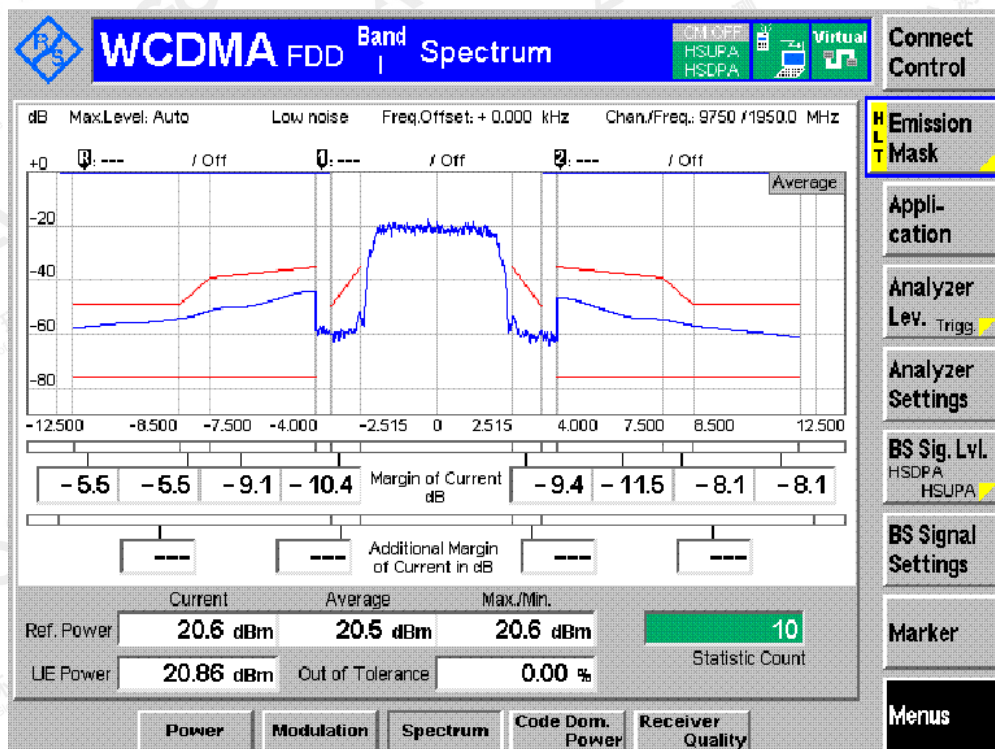 R S
WCDMA FDD Band I Spectrum
CM OFF
HSUPA
HSDPA
Virtual
Connect Control
dB Max.Level: Auto Low noise Freq.Offset: + 0.000 kHz Chan./Freq.: 9750 / 1950.0 MHz
HLT Emission Mask
+0 R: --- / Off 1: --- / Off 2: --- / Off
Average
Appli-
cation
-20
-40
Analyzer
Lev. Trigg.
-60
-80
Analyzer
Settings
-12.500 -8.500 -7.500 -4.000 -2.515 0 2.515 4.000 7.500 8.500 12.500
BS Sig. Lvl.
HSDPA
HSUPA
-5.5 -5.5 -9.1 -10.4 Margin of Current dB -9.4 -11.5 -8.1 -8.1
BS Signal
Settings
--- --- Additional Margin of Current in dB --- ---
Current Average Max./Min.
Ref. Power 20.6 dBm 20.5 dBm 20.6 dBm 10
Statistic Count
Marker
UE Power 20.86 dBm Out of Tolerance 0.00 %
Menus
Power Modulation Spectrum Code Dom. Power Receiver Quality